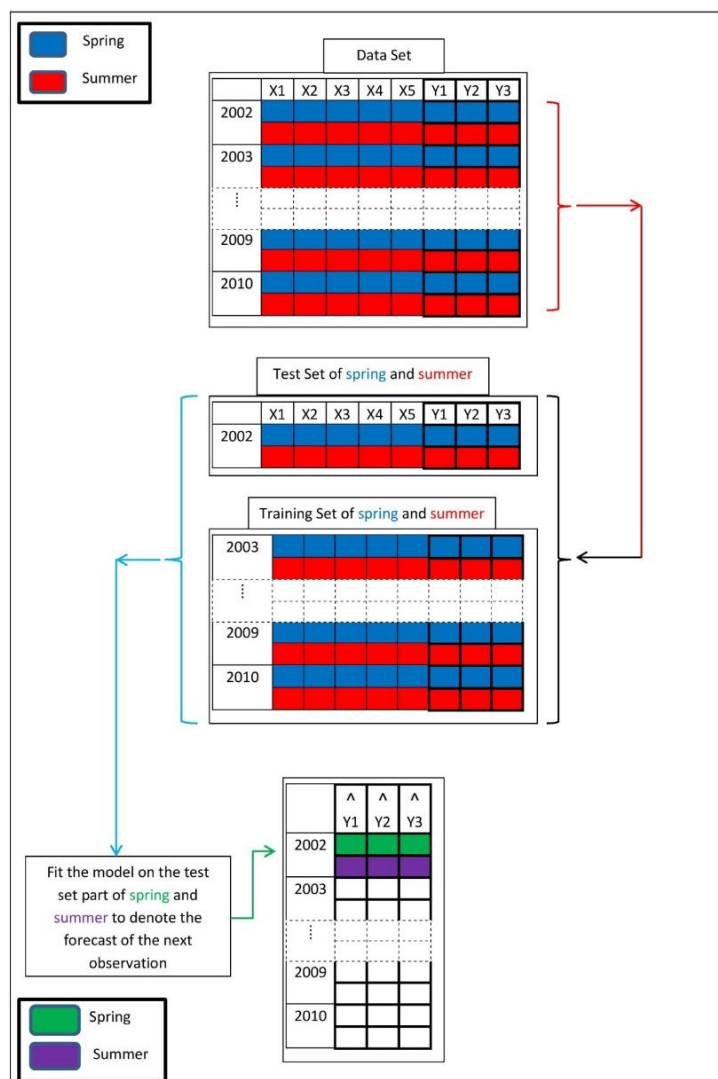 Spring
Summer
Data Set
X1 X2 X3 X4 X5 Y1 Y2 Y3
2002
2003
...
2009
2010
Test Set of spring and summer
X1 X2 X3 X4 X5 Y1 Y2 Y3
2002
Training Set of spring and summer
2003
...
2009
2010
^ ^ ^
Y1 Y2 Y3
2002
2003
...
2009
2010
Fit the model on the test
set part of spring and
summer to denote the
forecast of the next
observation
Spring
Summer